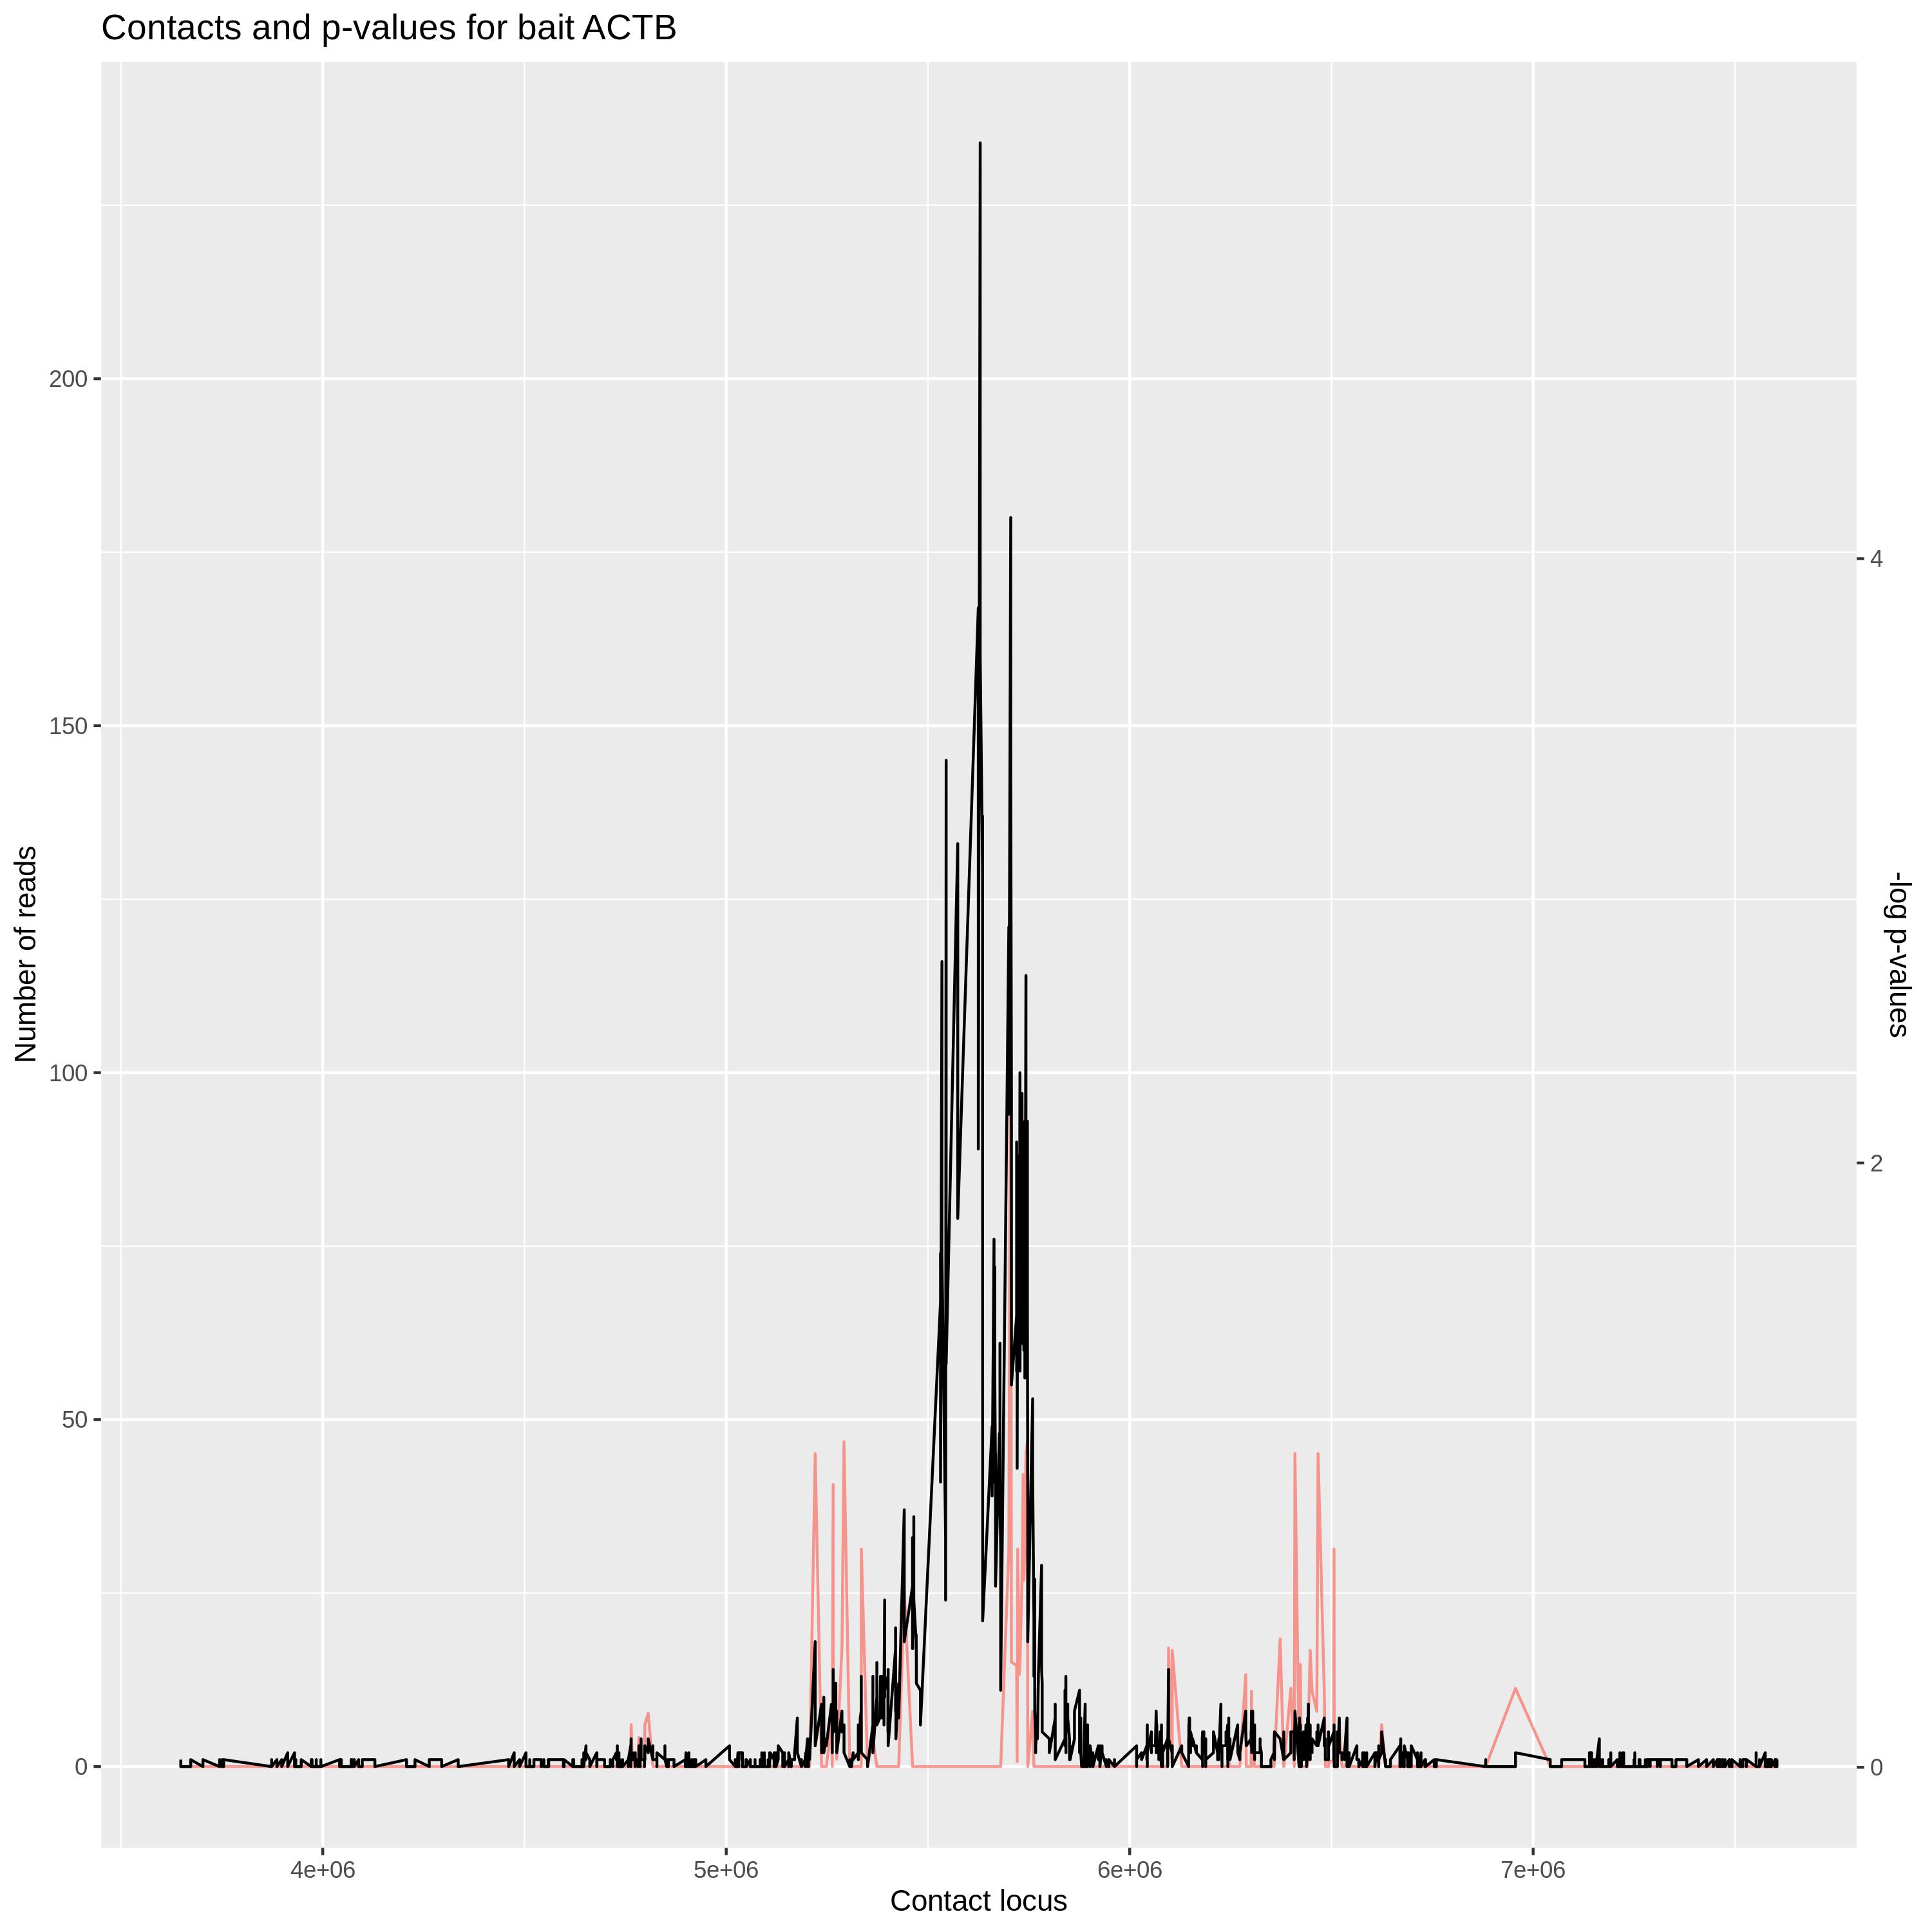 Contacts and p-values for bait ACTB
Number of reads
200
150
100
50
0
4
2
0
-log p-values
4e+06 5e+06 6e+06 7e+06
Contact locus